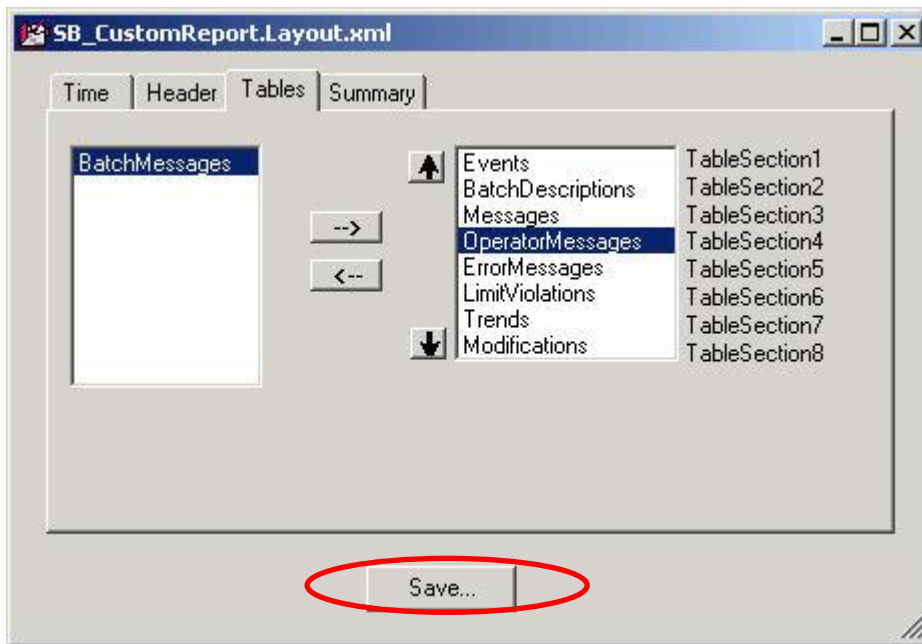 SB_CustomReport.Layout.xml
Time Header Tables Summary
BatchMessages
-->
<--
Events
BatchDescriptions
Messages
OperatorMessages
ErrorMessages
LimitViolations
Trends
Modifications
TableSection1
TableSection2
TableSection3
TableSection4
TableSection5
TableSection6
TableSection7
TableSection8
Save...